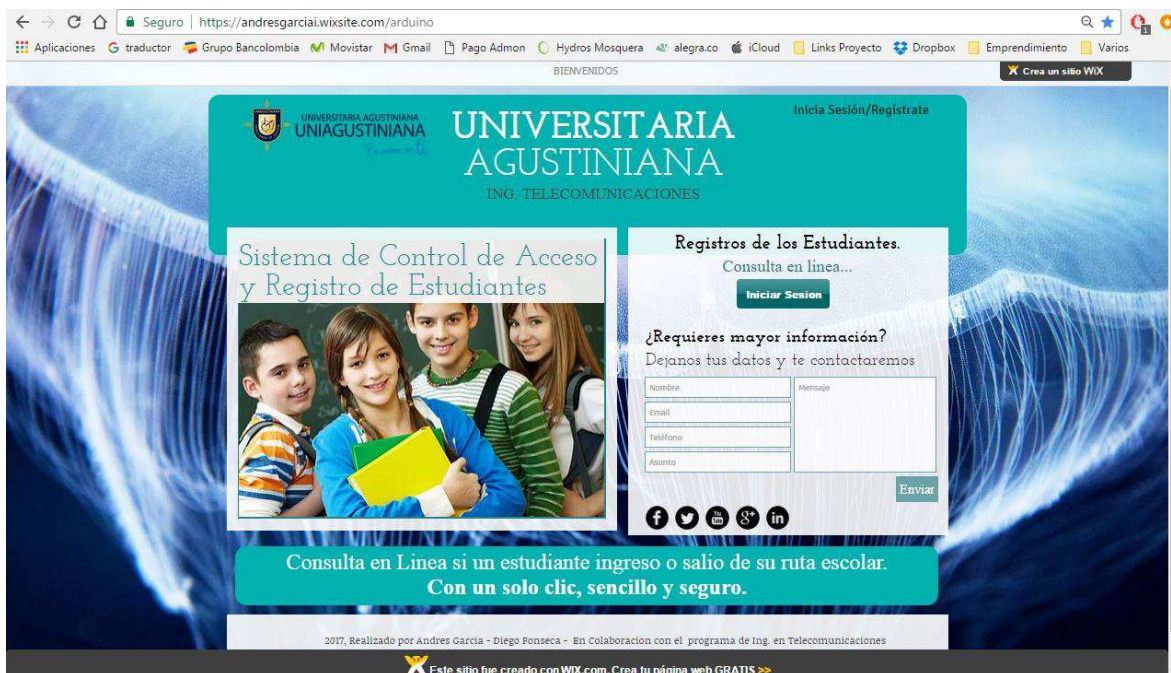 Seguro | https://andresgarciai.wixsite.com/arduino
Aplicaciones G traductor Grupo Bancolombia Movistar Gmail Pago Admon Hydros Mosquera alegra.co iCloud Links Proyecto Dropbox Emprendimiento Varios
BIENVENIDOS
Crea un sitio WiX
UNIVERSITARIA AGUSTINIANA
UNIAGUSTINIANA
UNIVERSITARIA
AGUSTINIANA
ING. TELECOMUNICACIONES
Inicia Sesión/Regístrate
Sistema de Control de Acceso
y Registro de Estudiantes
Registros de los Estudiantes.
Consulta en linea...
Iniciar Sesion
¿Requieres mayor información?
Dejanos tus datos y te contactaremos
Nombre
Mensaje
Email
Teléfono
Asunto
Enviar
Consulta en Linea si un estudiante ingreso o salio de su ruta escolar.
Con un solo clic, sencillo y seguro.
2017, Realizado por Andres Garcia - Diego Fonseca - En Colaboracion con el programa de Ing. en Telecomunicaciones
Este sitio fue creado con WIX.com. Crea tu página web GRATIS >>